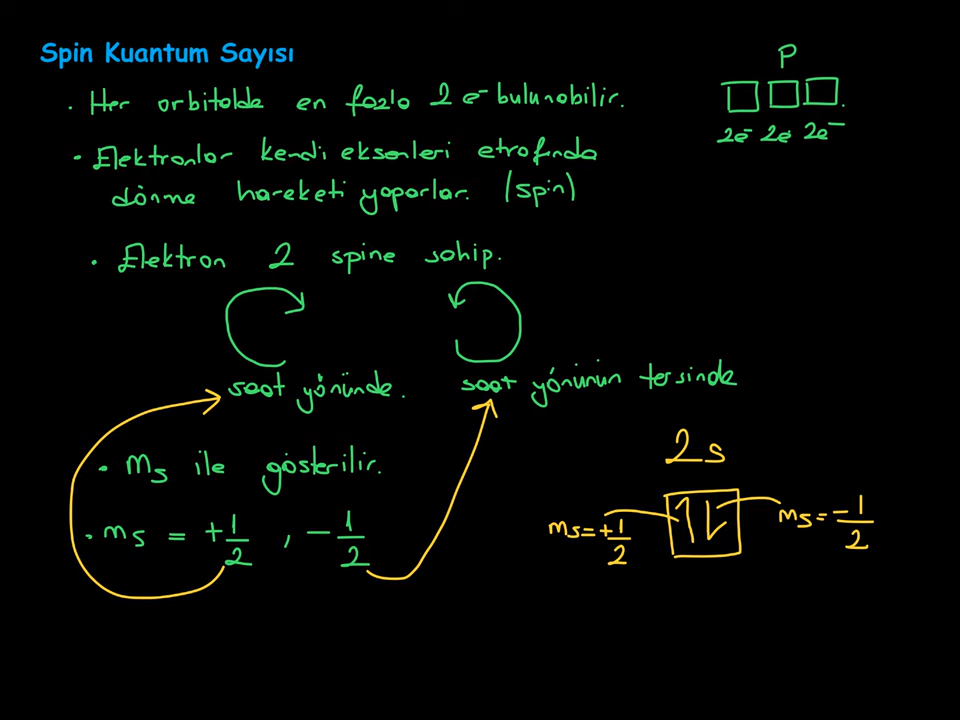 Spin Kuantum Sayısı
P
• Her orbitalde en fazla 2 e⁻ bulunabilir.
2e⁻ 2e 2e⁻
• Elektronlar kendi eksenleri etrafında
dönme hareketi yaparlar. (spin)
• Elektron 2 spine sahip.
saat yönünde. saat yönünün tersinde
• ms ile gösterilir.
2s
• ms = +1/2 , -1/2
ms=+1/2 ↑↓ ms=-1/2